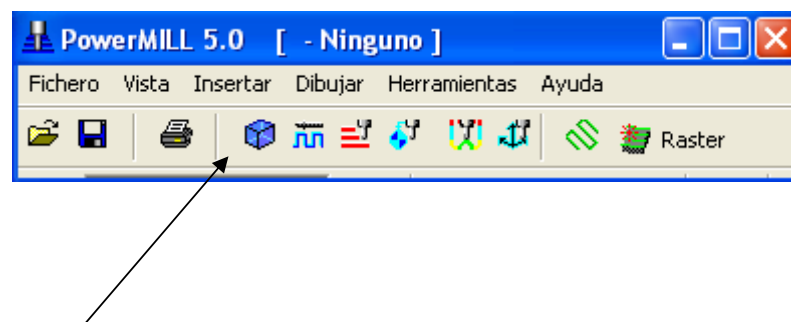 PowerMILL 5.0 [ - Ninguno ]
Fichero Vista Insertar Dibujar Herramientas Ayuda
Raster